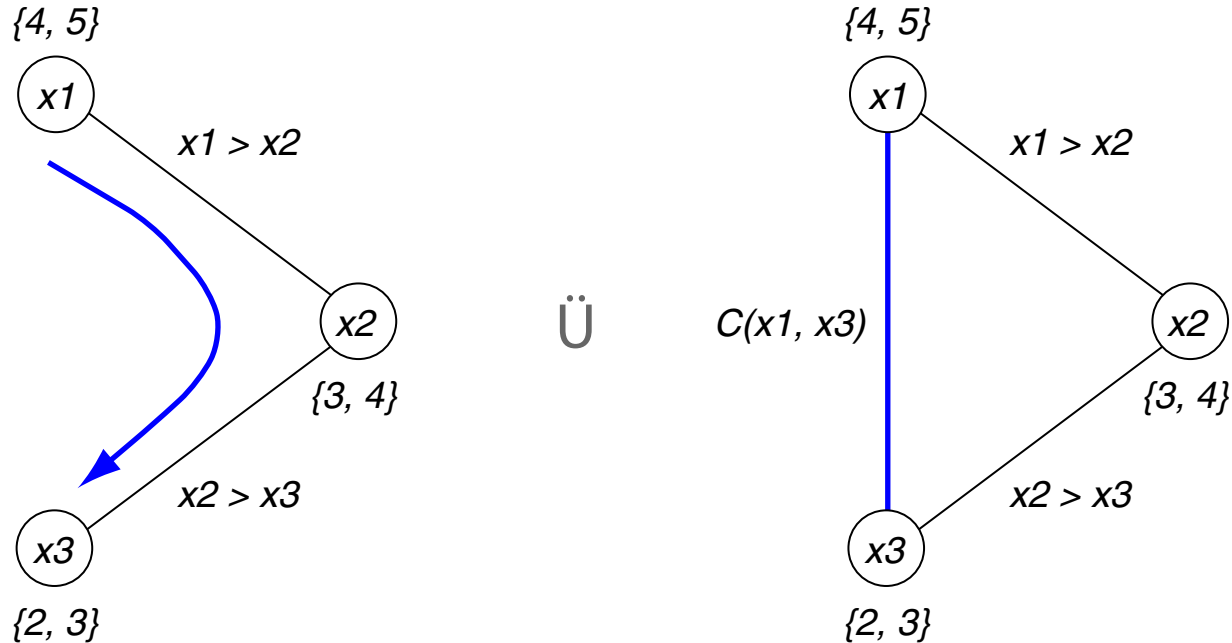 {4, 5}
x1
x1 > x2
x2
{3, 4}
x2 > x3
x3
{2, 3}
Ü
{4, 5}
x1
x1 > x2
C(x1, x3)
x2
{3, 4}
x2 > x3
x3
{2, 3}